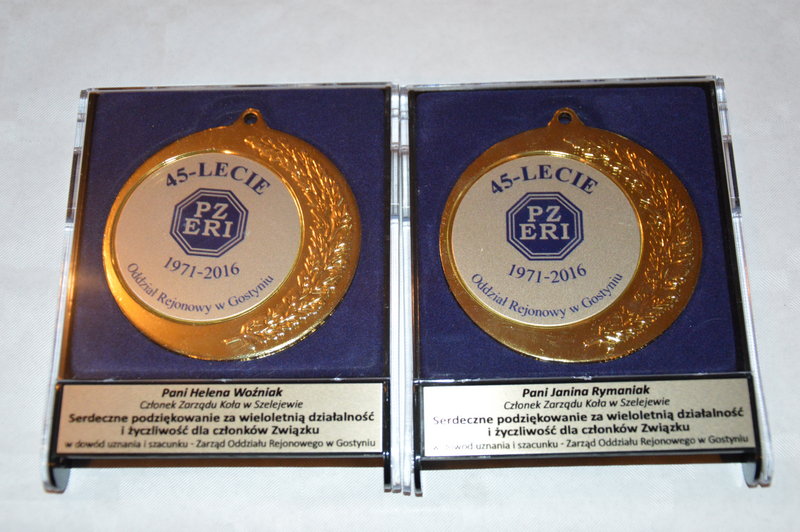 45-LECIE
PZ
ERI
1971-2016
Oddział Rejonowy w Gostyniu
Pani Helena Woźniak
Członek Zarządu Koła w Szelejewie
Serdeczne podziękowanie za wieloletnią działalność
i życzliwość dla członków Związku
w dowód uznania i szacunku - Zarząd Oddziału Rejonowego w Gostyniu
45-LECIE
PZ
ERI
1971-2016
Oddział Rejonowy w Gostyniu
Pani Janina Rymaniak
Członek Zarządu Koła w Szelejewie
Serdeczne podziękowanie za wieloletnią działalność
i życzliwość dla członków Związku
w dowód uznania i szacunku - Zarząd Oddziału Rejonowego w Gostyniu